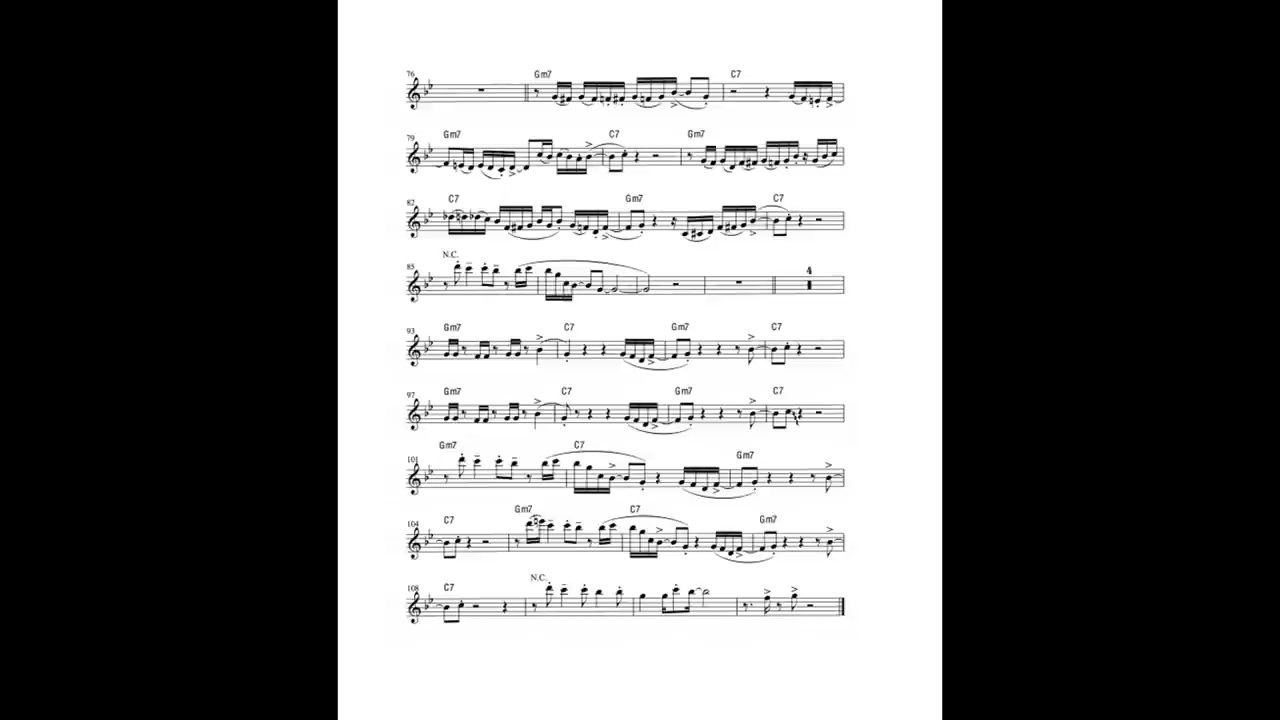 76 Gm7 C7
79 Gm7 C7 Gm7
82 C7 Gm7 C7
85 N.C. 4
93 Gm7 C7 Gm7 C7
97 Gm7 C7 Gm7 C7
101 Gm7 C7 Gm7
104 C7 Gm7 C7 Gm7
108 C7 N.C.